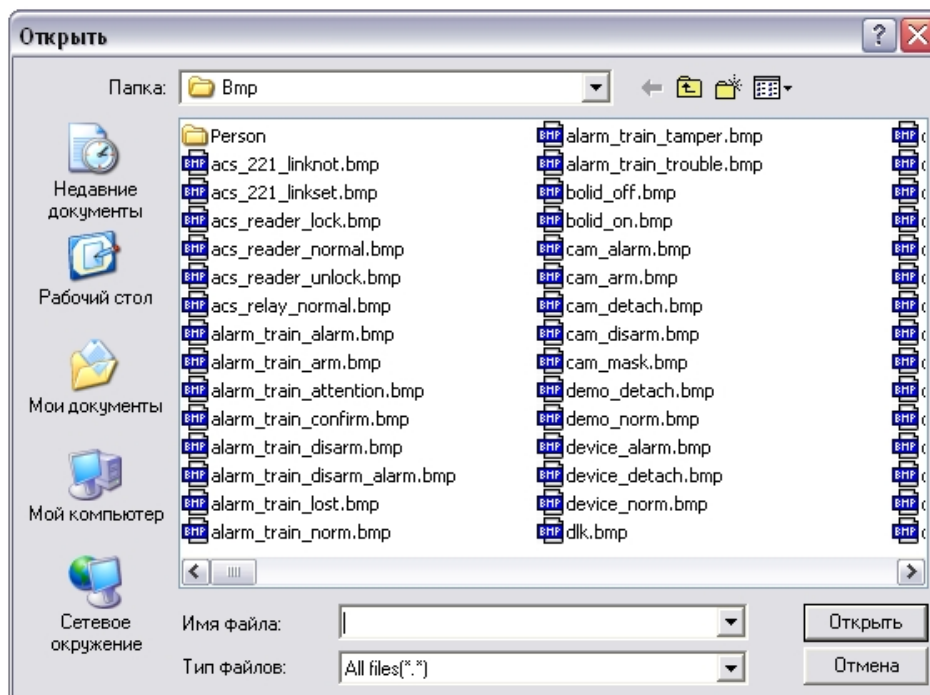 Открыть
Папка: Bmp
Недавние документы
Рабочий стол
Мои документы
Мой компьютер
Сетевое окружение
Person
acs_221_linknot.bmp
acs_221_linkset.bmp
acs_reader_lock.bmp
acs_reader_normal.bmp
acs_reader_unlock.bmp
acs_relay_normal.bmp
alarm_train_alarm.bmp
alarm_train_arm.bmp
alarm_train_attention.bmp
alarm_train_confirm.bmp
alarm_train_disarm.bmp
alarm_train_disarm_alarm.bmp
alarm_train_lost.bmp
alarm_train_norm.bmp
alarm_train_tamper.bmp
alarm_train_trouble.bmp
bolid_off.bmp
bolid_on.bmp
cam_alarm.bmp
cam_arm.bmp
cam_detach.bmp
cam_disarm.bmp
cam_mask.bmp
demo_detach.bmp
demo_norm.bmp
device_alarm.bmp
device_detach.bmp
device_norm.bmp
dlk.bmp
Имя файла:
Открыть
Тип файлов: All files(*.*)
Отмена